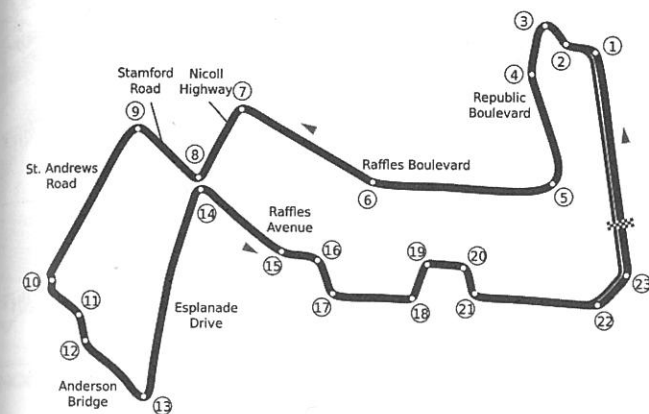 3
1
2
Stamford
Road
Nicoll
Highway
4
7
Republic
Boulevard
9
St. Andrews
Road
8
Raffles Boulevard
6
5
14
Raffles
Avenue
15
16
19
20
10
11
Esplanade
Drive
17
18
21
23
22
12
Anderson
Bridge
13